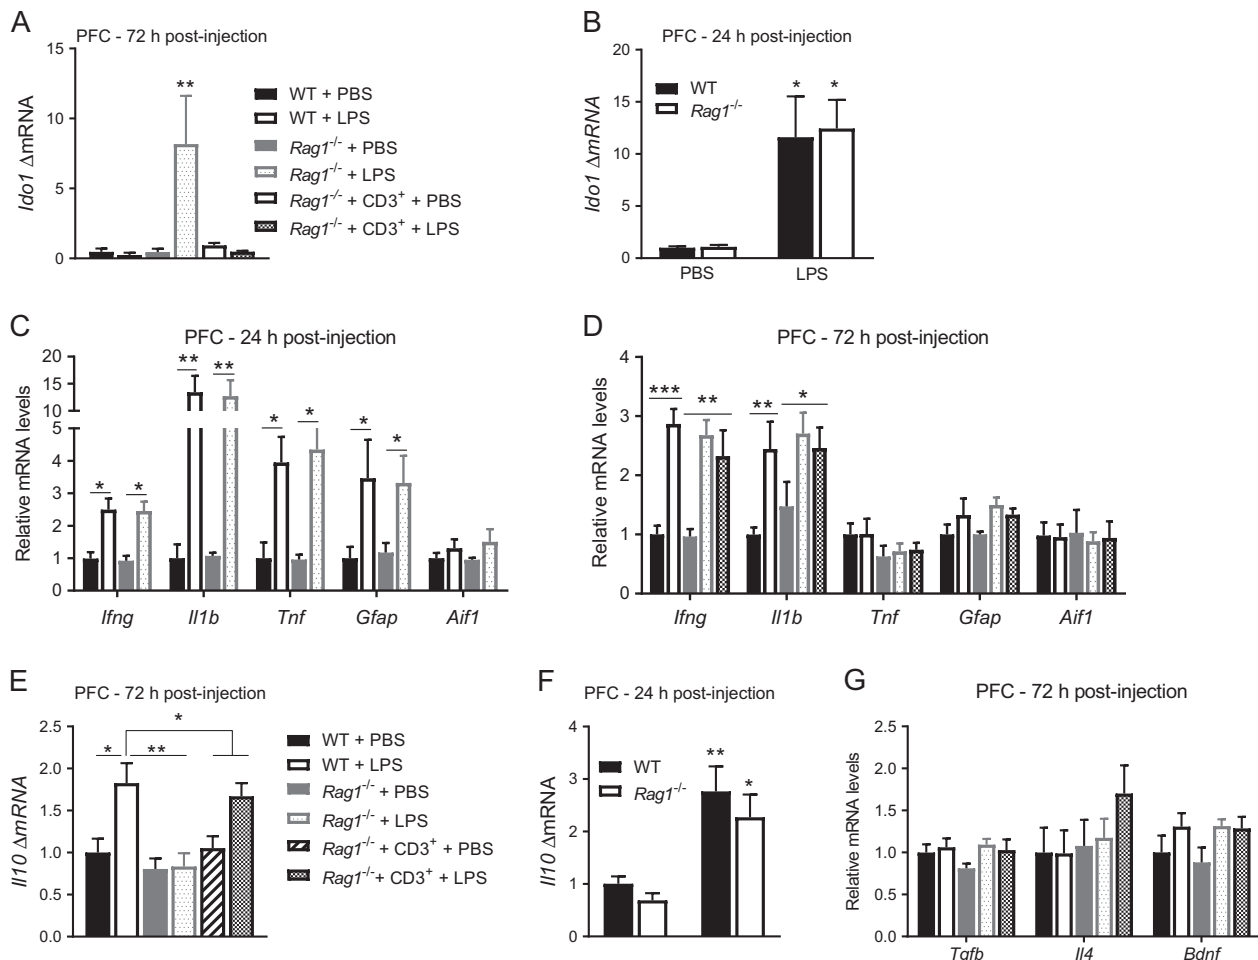 A
PFC - 72 h post-injection
Ido1 ΔmRNA
15
10
5
0
**
WT + PBS
WT + LPS
Rag1-/- + PBS
Rag1-/- + LPS
Rag1-/- + CD3+ + PBS
Rag1-/- + CD3+ + LPS
B
PFC - 24 h post-injection
Ido1 ΔmRNA
20
15
10
5
0
WT
Rag1-/-
* *
PBS LPS
C
PFC - 24 h post-injection
Relative mRNA levels
20
15
10
5
4
3
2
1
0
* * ** ** * * * *
Ifng Il1b Tnf Gfap Aif1
D
PFC - 72 h post-injection
Relative mRNA levels
4
3
2
1
0
*** ** ** *
Ifng Il1b Tnf Gfap Aif1
E
PFC - 72 h post-injection
Il10 ΔmRNA
2.5
2.0
1.5
1.0
0.5
0.0
*
* **
WT + PBS
WT + LPS
Rag1-/- + PBS
Rag1-/- + LPS
Rag1-/- + CD3+ + PBS
Rag1-/-+ CD3+ + LPS
F
PFC - 24 h post-injection
Il10 ΔmRNA
4
3
2
1
0
WT
Rag1-/-
** *
G
PFC - 72 h post-injection
Relative mRNA levels
2.5
2.0
1.5
1.0
0.5
0.0
Tgfb Il4 Bdnf